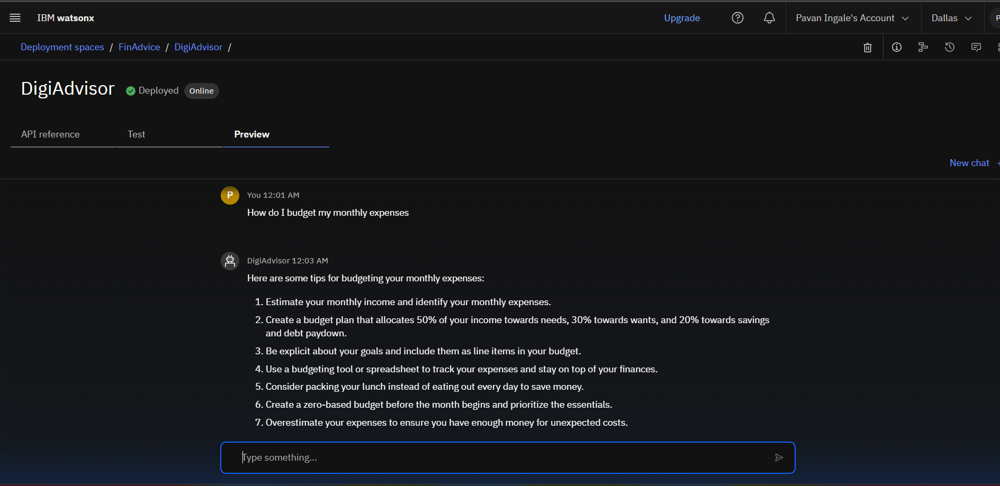 IBM watsonx
Upgrade
Pavan Ingale's Account
Dallas
P
Deployment spaces / FinAdvice / DigiAdvisor /
DigiAdvisor
Deployed
Online
API reference
Test
Preview
New chat +
P
You 12:01 AM
How do I budget my monthly expenses
DigiAdvisor 12:03 AM
Here are some tips for budgeting your monthly expenses:
1. Estimate your monthly income and identify your monthly expenses.
2. Create a budget plan that allocates 50% of your income towards needs, 30% towards wants, and 20% towards savings
and debt paydown.
3. Be explicit about your goals and include them as line items in your budget.
4. Use a budgeting tool or spreadsheet to track your expenses and stay on top of your finances.
5. Consider packing your lunch instead of eating out every day to save money.
6. Create a zero-based budget before the month begins and prioritize the essentials.
7. Overestimate your expenses to ensure you have enough money for unexpected costs.
Type something...